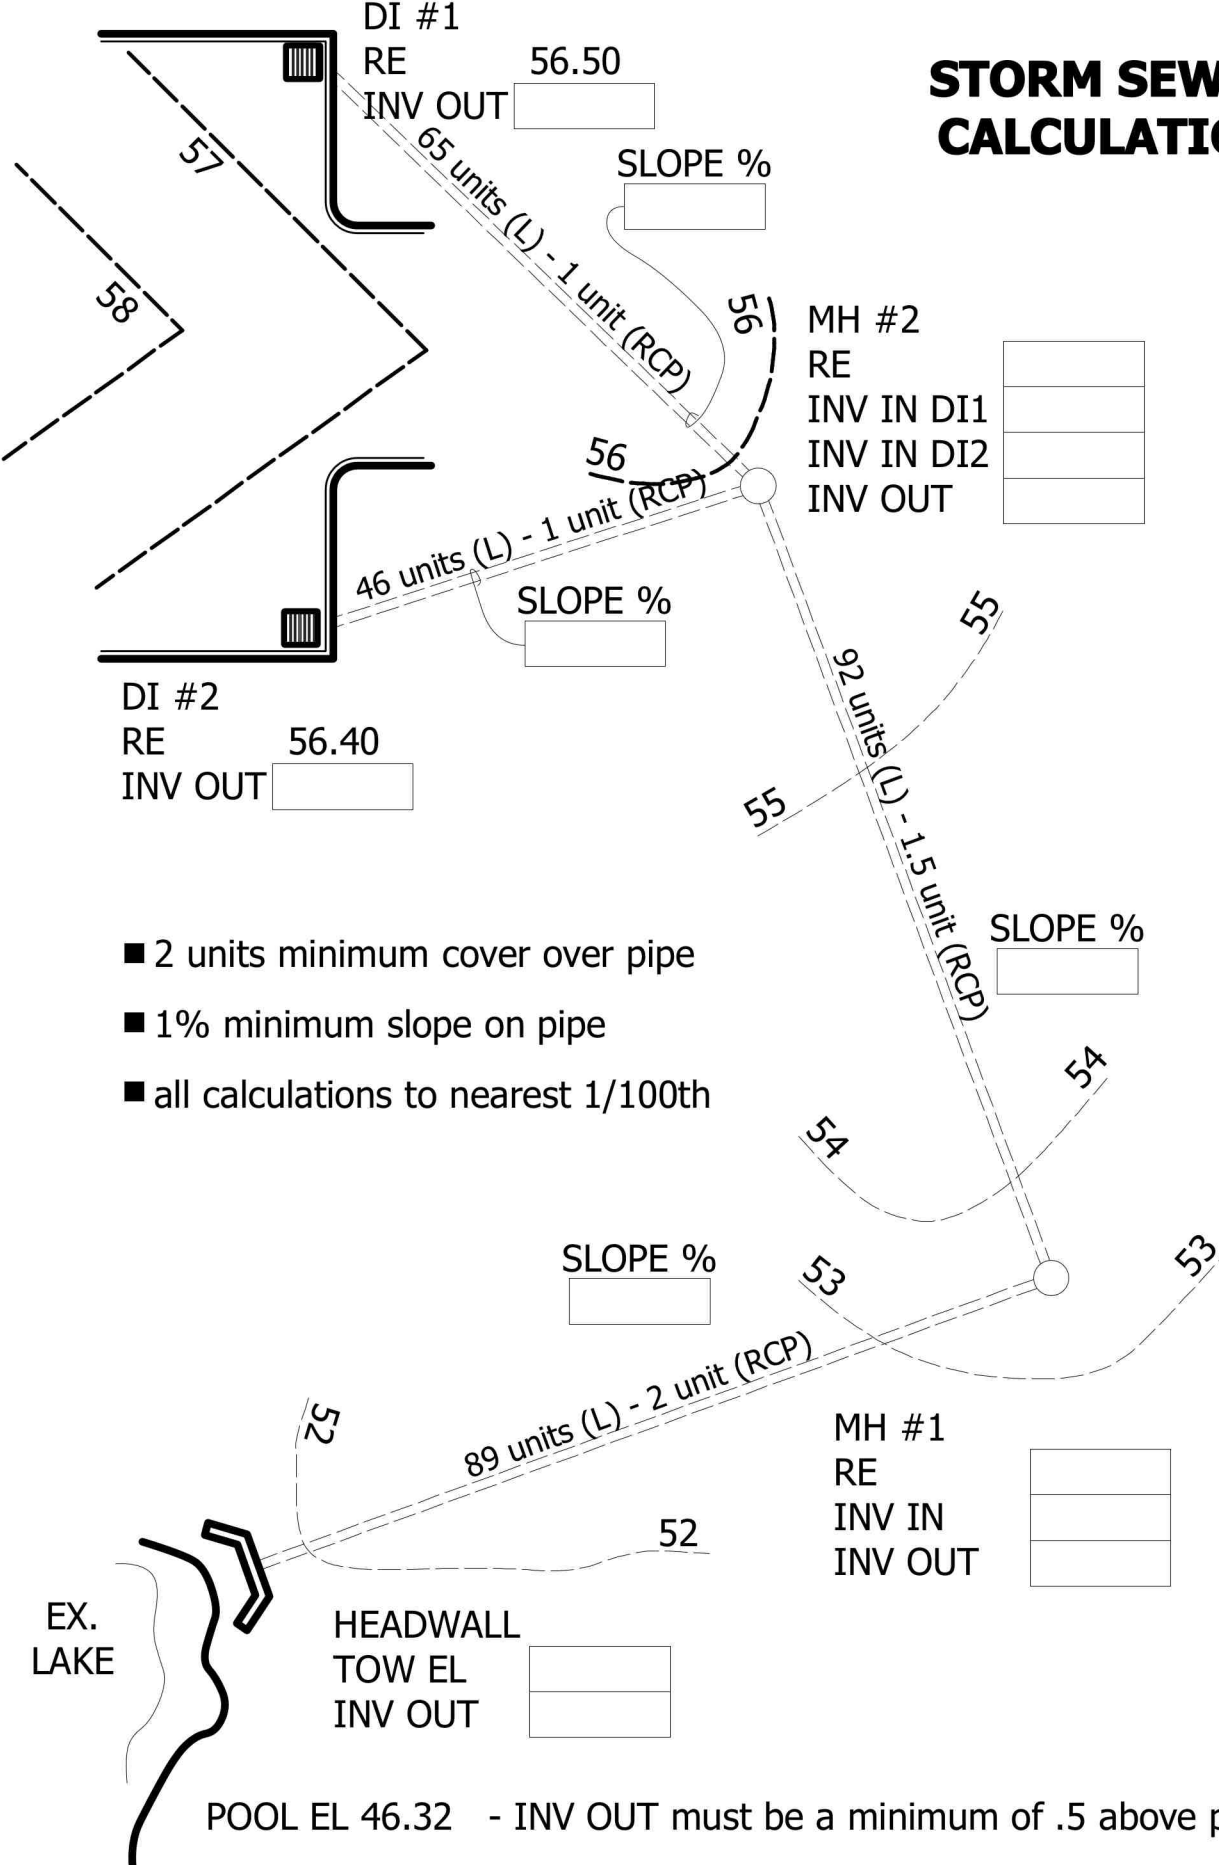 DI #1
RE 56.50
INV OUT
STORM SEW
CALCULATIO
65 units (L) - 1 unit (RCP)
SLOPE %
57
58
56
MH #2
RE
INV IN DI1
INV IN DI2
INV OUT
56
46 units (L) - 1 unit (RCP)
SLOPE %
55
55
92 units (L) - 1.5 unit (RCP)
DI #2
RE 56.40
INV OUT
SLOPE %
■ 2 units minimum cover over pipe
■ 1% minimum slope on pipe
■ all calculations to nearest 1/100th
54
54
SLOPE %
53
53
89 units (L) - 2 unit (RCP)
52
52
MH #1
RE
INV IN
INV OUT
EX.
LAKE
HEADWALL
TOW EL
INV OUT
POOL EL 46.32 - INV OUT must be a minimum of .5 above p